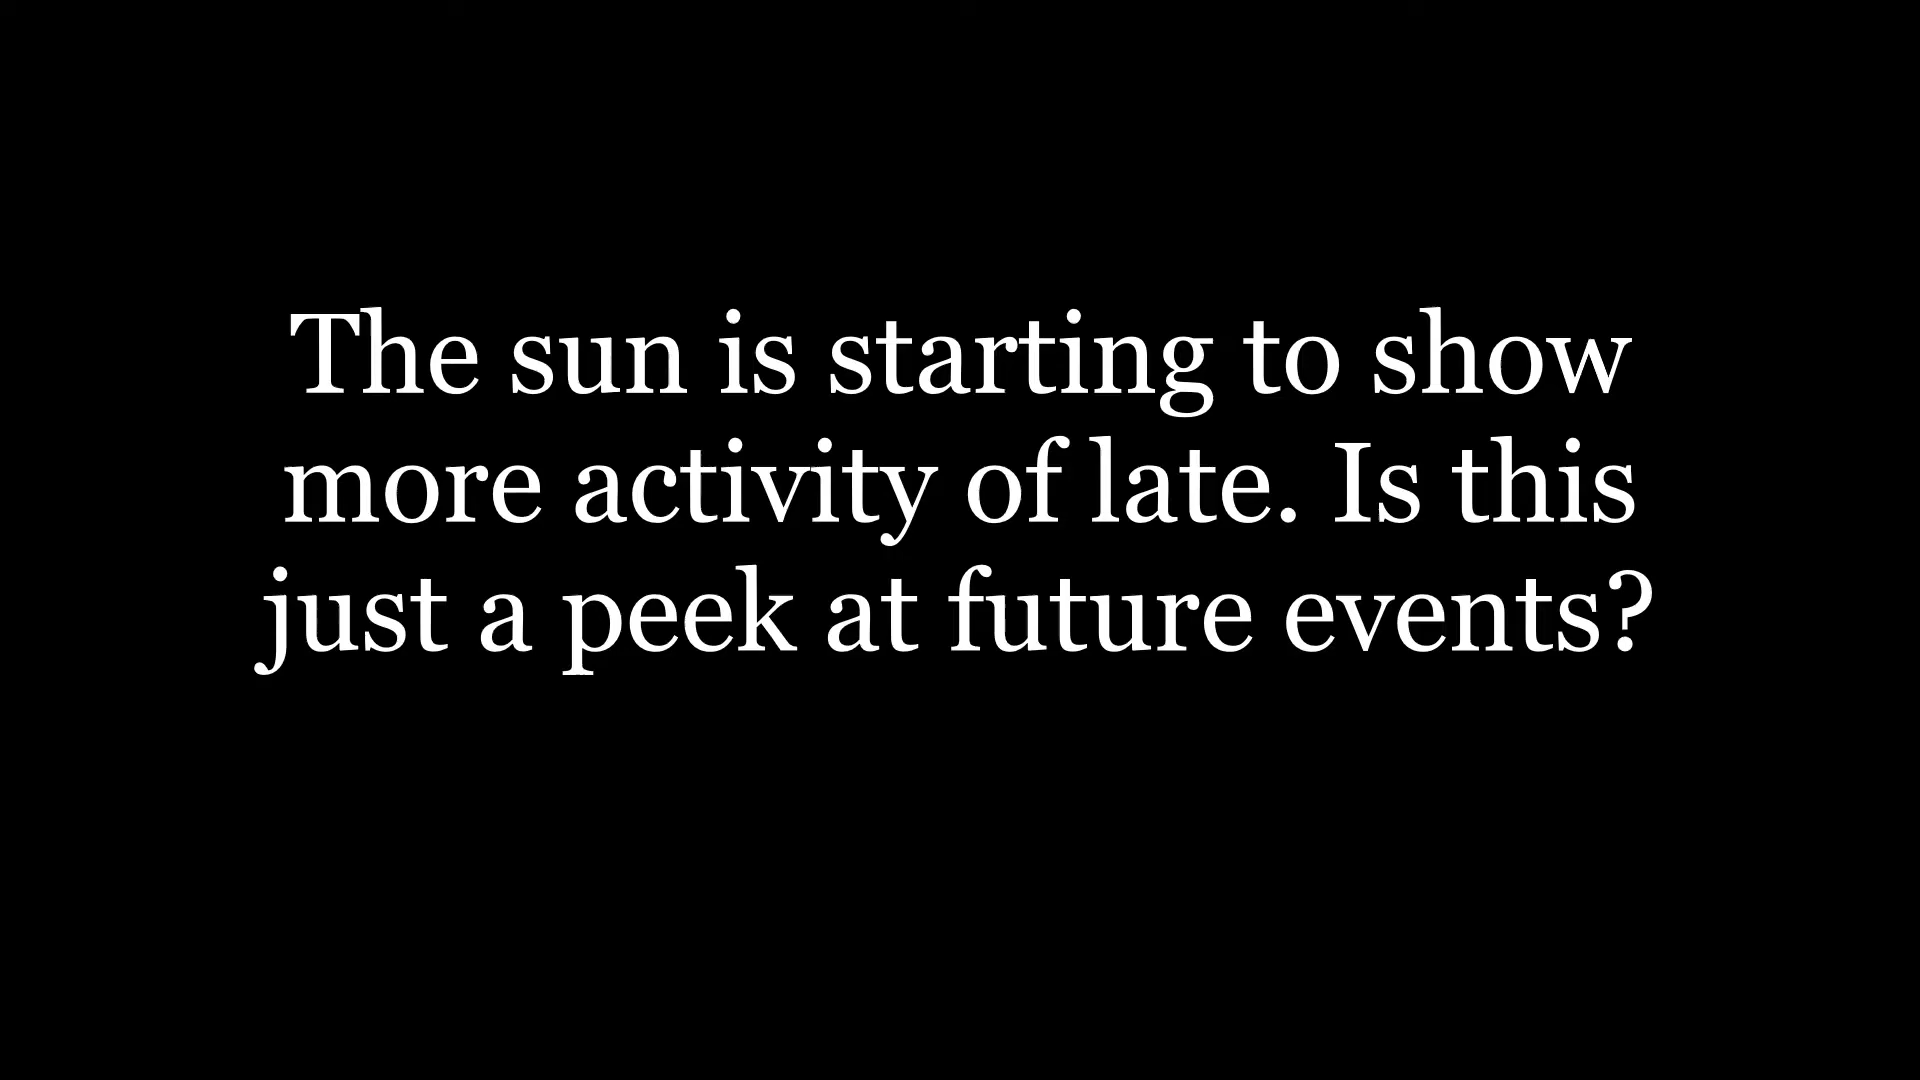 The sun is starting to show
more activity of late. Is this
just a peek at future events?